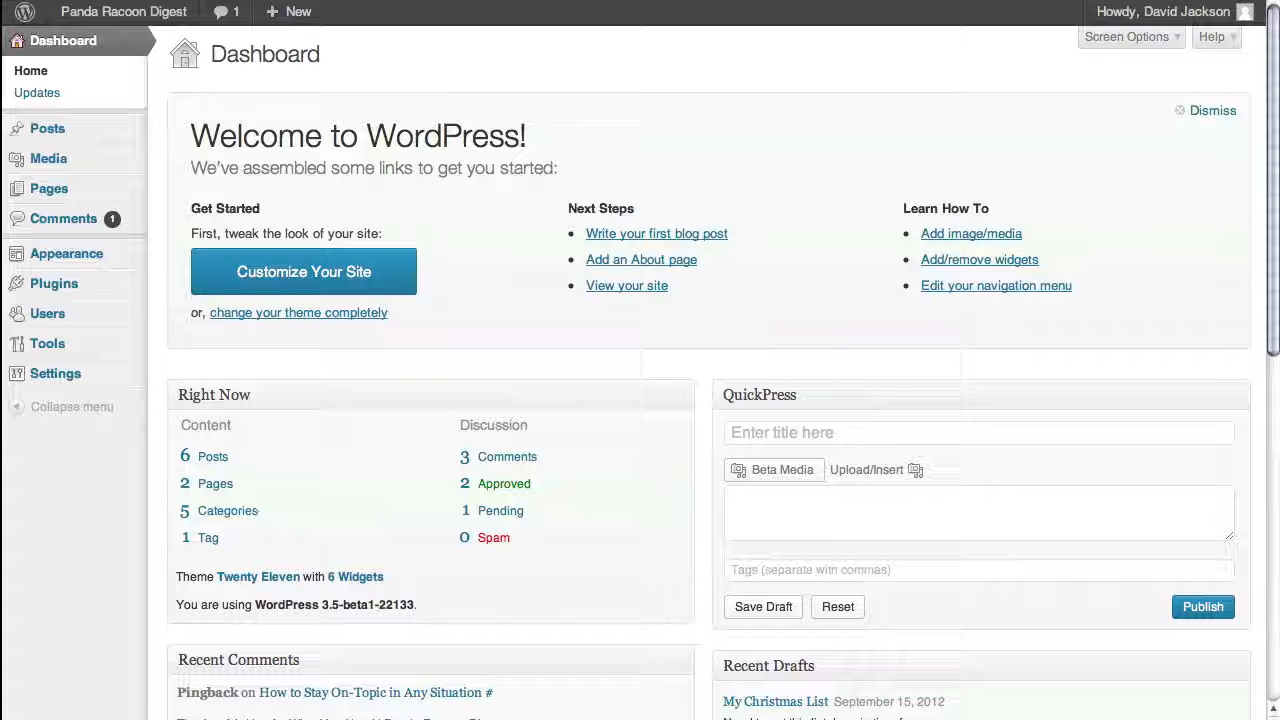 Panda Racoon Digest 1 New Howdy, David Jackson
Dashboard
Home
Updates
Posts
Media
Pages
Comments 1
Appearance
Plugins
Users
Tools
Settings
Collapse menu
Dashboard
Screen Options Help
Dismiss
Welcome to WordPress!
We've assembled some links to get you started:
Get Started
First, tweak the look of your site:
Customize Your Site
or, change your theme completely
Next Steps
Write your first blog post
Add an About page
View your site
Learn How To
Add image/media
Add/remove widgets
Edit your navigation menu
Right Now
Content
6 Posts
2 Pages
5 Categories
1 Tag
Discussion
3 Comments
2 Approved
1 Pending
0 Spam
Theme Twenty Eleven with 6 Widgets
You are using WordPress 3.5-beta1-22133.
QuickPress
Enter title here
Beta Media Upload/Insert
Tags (separate with commas)
Save Draft Reset Publish
Recent Comments
Pingback on How to Stay On-Topic in Any Situation #
Recent Drafts
My Christmas List September 15, 2012